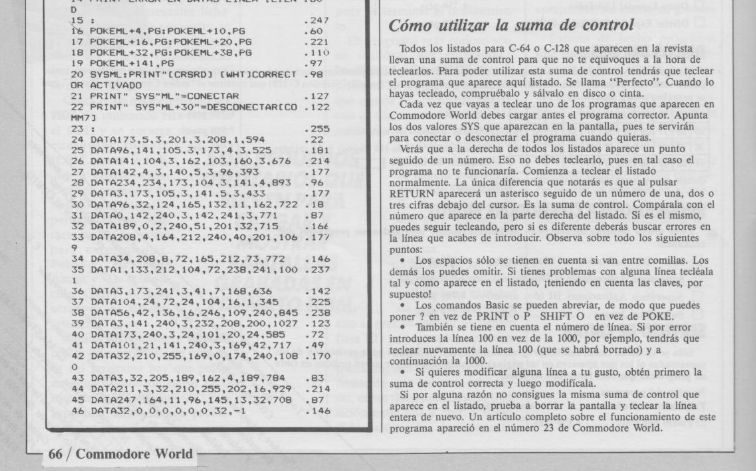 D
15 : .247
16 POKEML+4,PG:POKEML+10,PG .60
17 POKEML+16,PG:POKEML+20,PG .221
18 POKEML+32,PG:POKEML+38,PG .110
19 POKEML+141,PG .97
20 SYSML:PRINT"[CRSRD] [WHT]CORRECT .98
OR ACTIVADO
21 PRINT" SYS"ML"=CONECTAR .127
22 PRINT" SYS"ML+30"=DESCONECTAR[CO .122
MM7]
23 : .255
24 DATA173,5,3,201,3,208,1,594 .22
25 DATA96,141,105,3,173,4,3,525 .181
26 DATA141,104,3,162,103,160,3,676 .214
27 DATA142,4,3,140,5,3,96,393 .177
28 DATA234,234,173,104,3,141,4,893 .96
29 DATA3,173,105,3,141,5,3,433 .177
30 DATA96,32,124,165,132,11,162,722 .18
31 DATA0,142,240,3,142,241,3,771 .87
32 DATA189,0,2,240,51,201,32,715 .166
33 DATA208,4,164,212,240,40,201,106 .177
9
34 DATA34,208,8,72,165,212,73,772 .146
35 DATA1,133,212,104,72,238,241,100 .237
1
36 DATA3,173,241,3,41,7,168,636 .142
37 DATA104,24,72,24,104,16,1,345 .225
38 DATA56,42,136,16,246,109,240,845 .238
39 DATA3,141,240,3,232,208,200,1027 .123
40 DATA173,240,3,24,101,20,24,585 .72
41 DATA101,21,141,240,3,169,42,717 .49
42 DATA32,210,255,169,0,174,240,108 .170
0
43 DATA3,32,205,189,162,4,189,784 .83
44 DATA211,3,32,210,255,202,16,929 .214
45 DATA247,164,11,96,145,13,32,708 .87
46 DATA32,0,0,0,0,0,0,32,-1 .146
Cómo utilizar la suma de control
Todos los listados para C-64 o C-128 que aparecen en la revista
llevan una suma de control para que no te equivoques a la hora de
teclearlos. Para poder utilizar esta suma de control tendrás que teclear
el programa que aparece aquí listado. Se llama "Perfecto". Cuando lo
hayas tecleado, compruébalo y sálvalo en disco o cinta.
Cada vez que vayas a teclear uno de los programas que aparecen en
Commodore World debes cargar antes el programa corrector. Apunta
los dos valores SYS que aparezcan en la pantalla, pues te servirán
para conectar o desconectar el programa cuando quieras.
Verás que a la derecha de todos los listados aparece un punto
seguido de un número. Eso no debes teclearlo, pues en tal caso el
programa no te funcionaría. Comienza a teclear el listado
normalmente. La única diferencia que notarás es que al pulsar
RETURN aparecerá un asterisco seguido de un número de una, dos o
tres cifras debajo del cursor. Es la suma de control. Compárala con el
número que aparece en la parte derecha del listado. Si es el mismo,
puedes seguir tecleando, pero si es diferente deberás buscar errores en
la línea que acabes de introducir. Observa sobre todo los siguientes
puntos:
• Los espacios sólo se tienen en cuenta si van entre comillas. Los
demás los puedes omitir. Si tienes problemas con alguna línea tecléala
tal y como aparece en el listado, ¡teniendo en cuenta las claves, por
supuesto!
• Los comandos Basic se pueden abreviar, de modo que puedes
poner ? en vez de PRINT o P SHIFT O en vez de POKE.
• También se tiene en cuenta el número de línea. Si por error
introduces la línea 100 en vez de la 1000, por ejemplo, tendrás que
teclear nuevamente la línea 100 (que se habrá borrado) y a
continuación la 1000.
• Si quieres modificar alguna línea a tu gusto, obtén primero la
suma de control correcta y luego modifícala.
Si por alguna razón no consigues la misma suma de control que
aparece en el listado, prueba a borrar la pantalla y teclear la línea
entera de nuevo. Un artículo completo sobre el funcionamiento de este
programa apareció en el número 23 de Commodore World.
66 / Commodore World